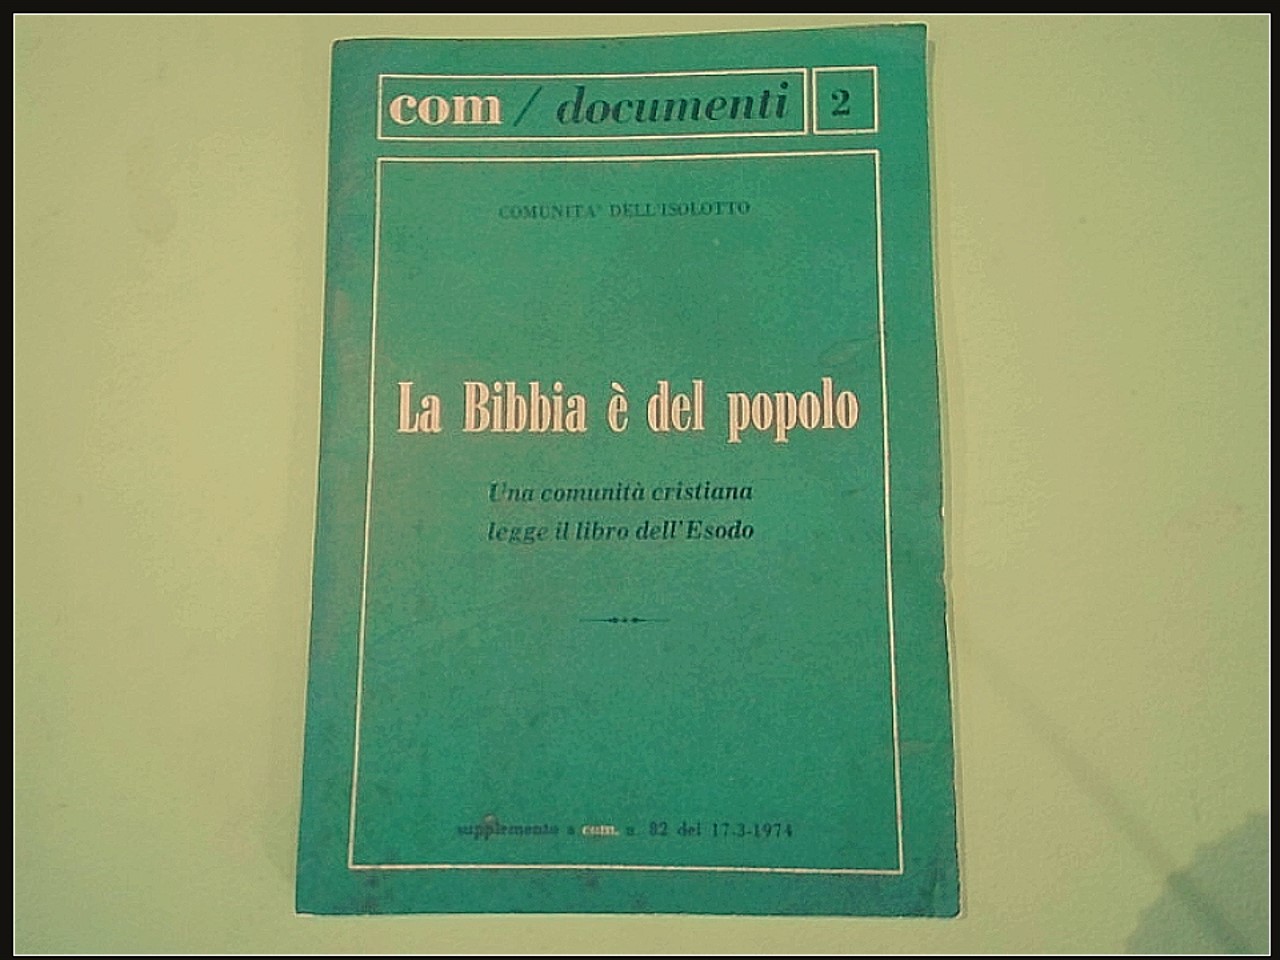 com / documenti 2
COMUNITA' DELL'ISOLOTTO
La Bibbia è del popolo
Una comunità cristiana
legge il libro dell'Esodo
supplemento a com. n. 82 del 17-3-1974